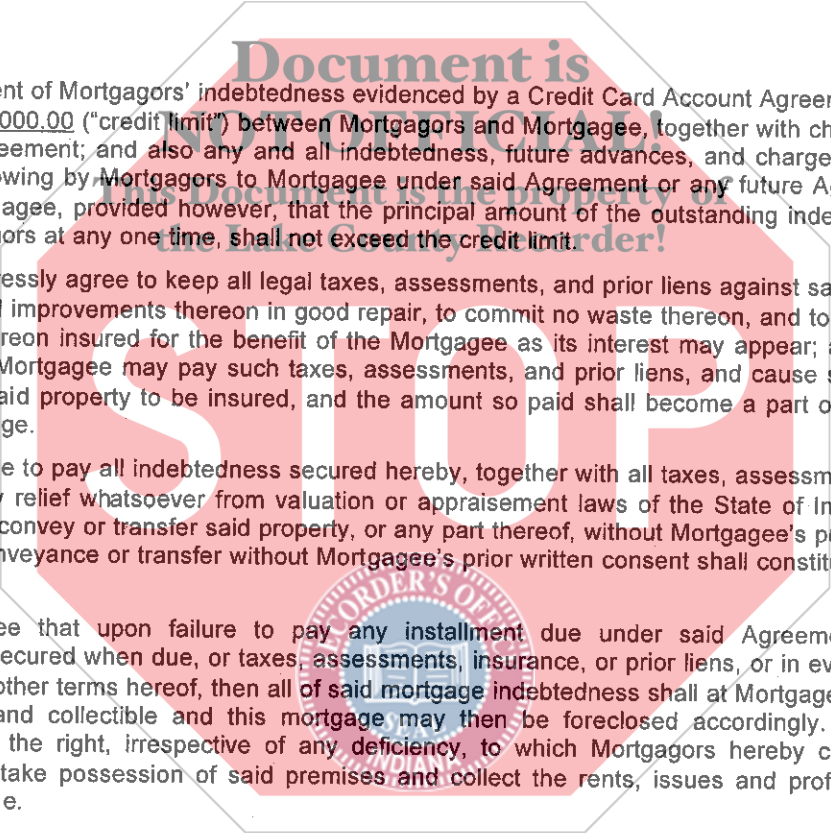 Document is
ent of Mortgagors' indebtedness evidenced by a Credit Card Account Agreer
000.00 ("credit limit") between Mortgagors and Mortgagee, together with ch
NOT OFFICIAL!
eement; and also any and all indebtedness, future advances, and charge
owing by Mortgagors to Mortgagee under said Agreement or any future A
This Document is the property of
agee, provided however, that the principal amount of the outstanding inde
ors at any one time, shall not exceed the credit limit.
the Lake County Recorder!
essly agree to keep all legal taxes, assessments, and prior liens against sa
improvements thereon in good repair, to commit no waste thereon, and to
reon insured for the benefit of the Mortgagee as its interest may appear;
Mortgagee may pay such taxes, assessments, and prior liens, and cause s
aid property to be insured, and the amount so paid shall become a part o
ge.
STOP
e to pay all indebtedness secured hereby, together with all taxes, assessm
relief whatsoever from valuation or appraisement laws of the State of In
convey or transfer said property, or any part thereof, without Mortgagee's p
nveyance or transfer without Mortgagee's prior written consent shall constit
ee that upon failure to pay any installment due under said Agreeme
ecured when due, or taxes, assessments, insurance, or prior liens, or in ev
other terms hereof, then all of said mortgage indebtedness shall at Mortgage
and collectible and this mortgage may then be foreclosed accordingly.
the right, irrespective of any deficiency, to which Mortgagors hereby c
take possession of said premises and collect the rents, issues and prof
e.
RECORDER'S OFFICE
SEAL
INDIANA